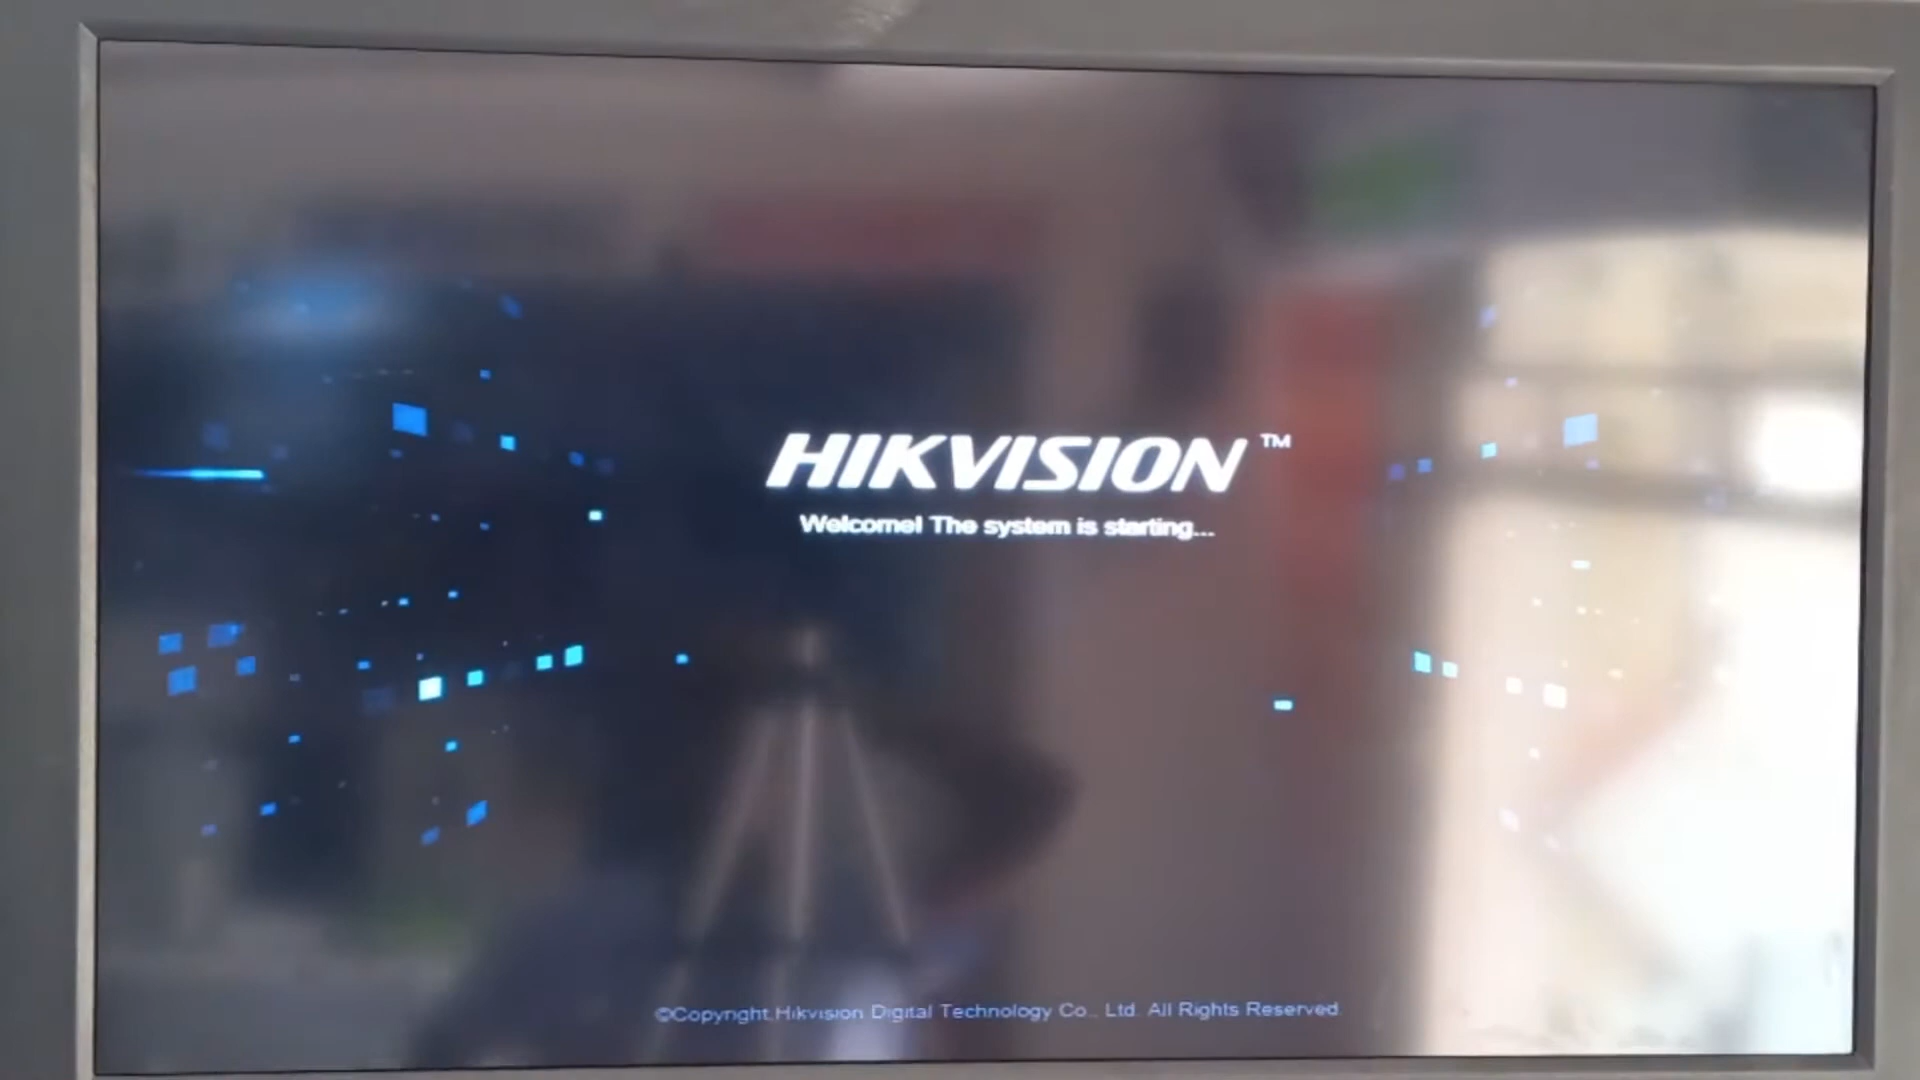 HIKVISION™
Welcome! The system is starting...
©Copyright Hikvision Digital Technology Co., Ltd. All Rights Reserved.